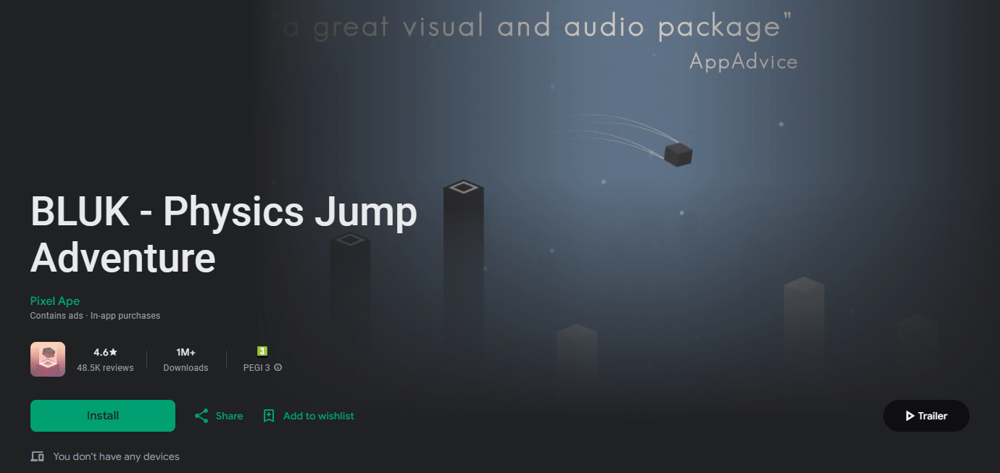 "a great visual and audio package"
AppAdvice
BLUK - Physics Jump
Adventure
Pixel Ape
Contains ads · In-app purchases
4.6★
48.5K reviews
1M+
Downloads
3
PEGI 3
Install
Share
Add to wishlist
Trailer
You don't have any devices